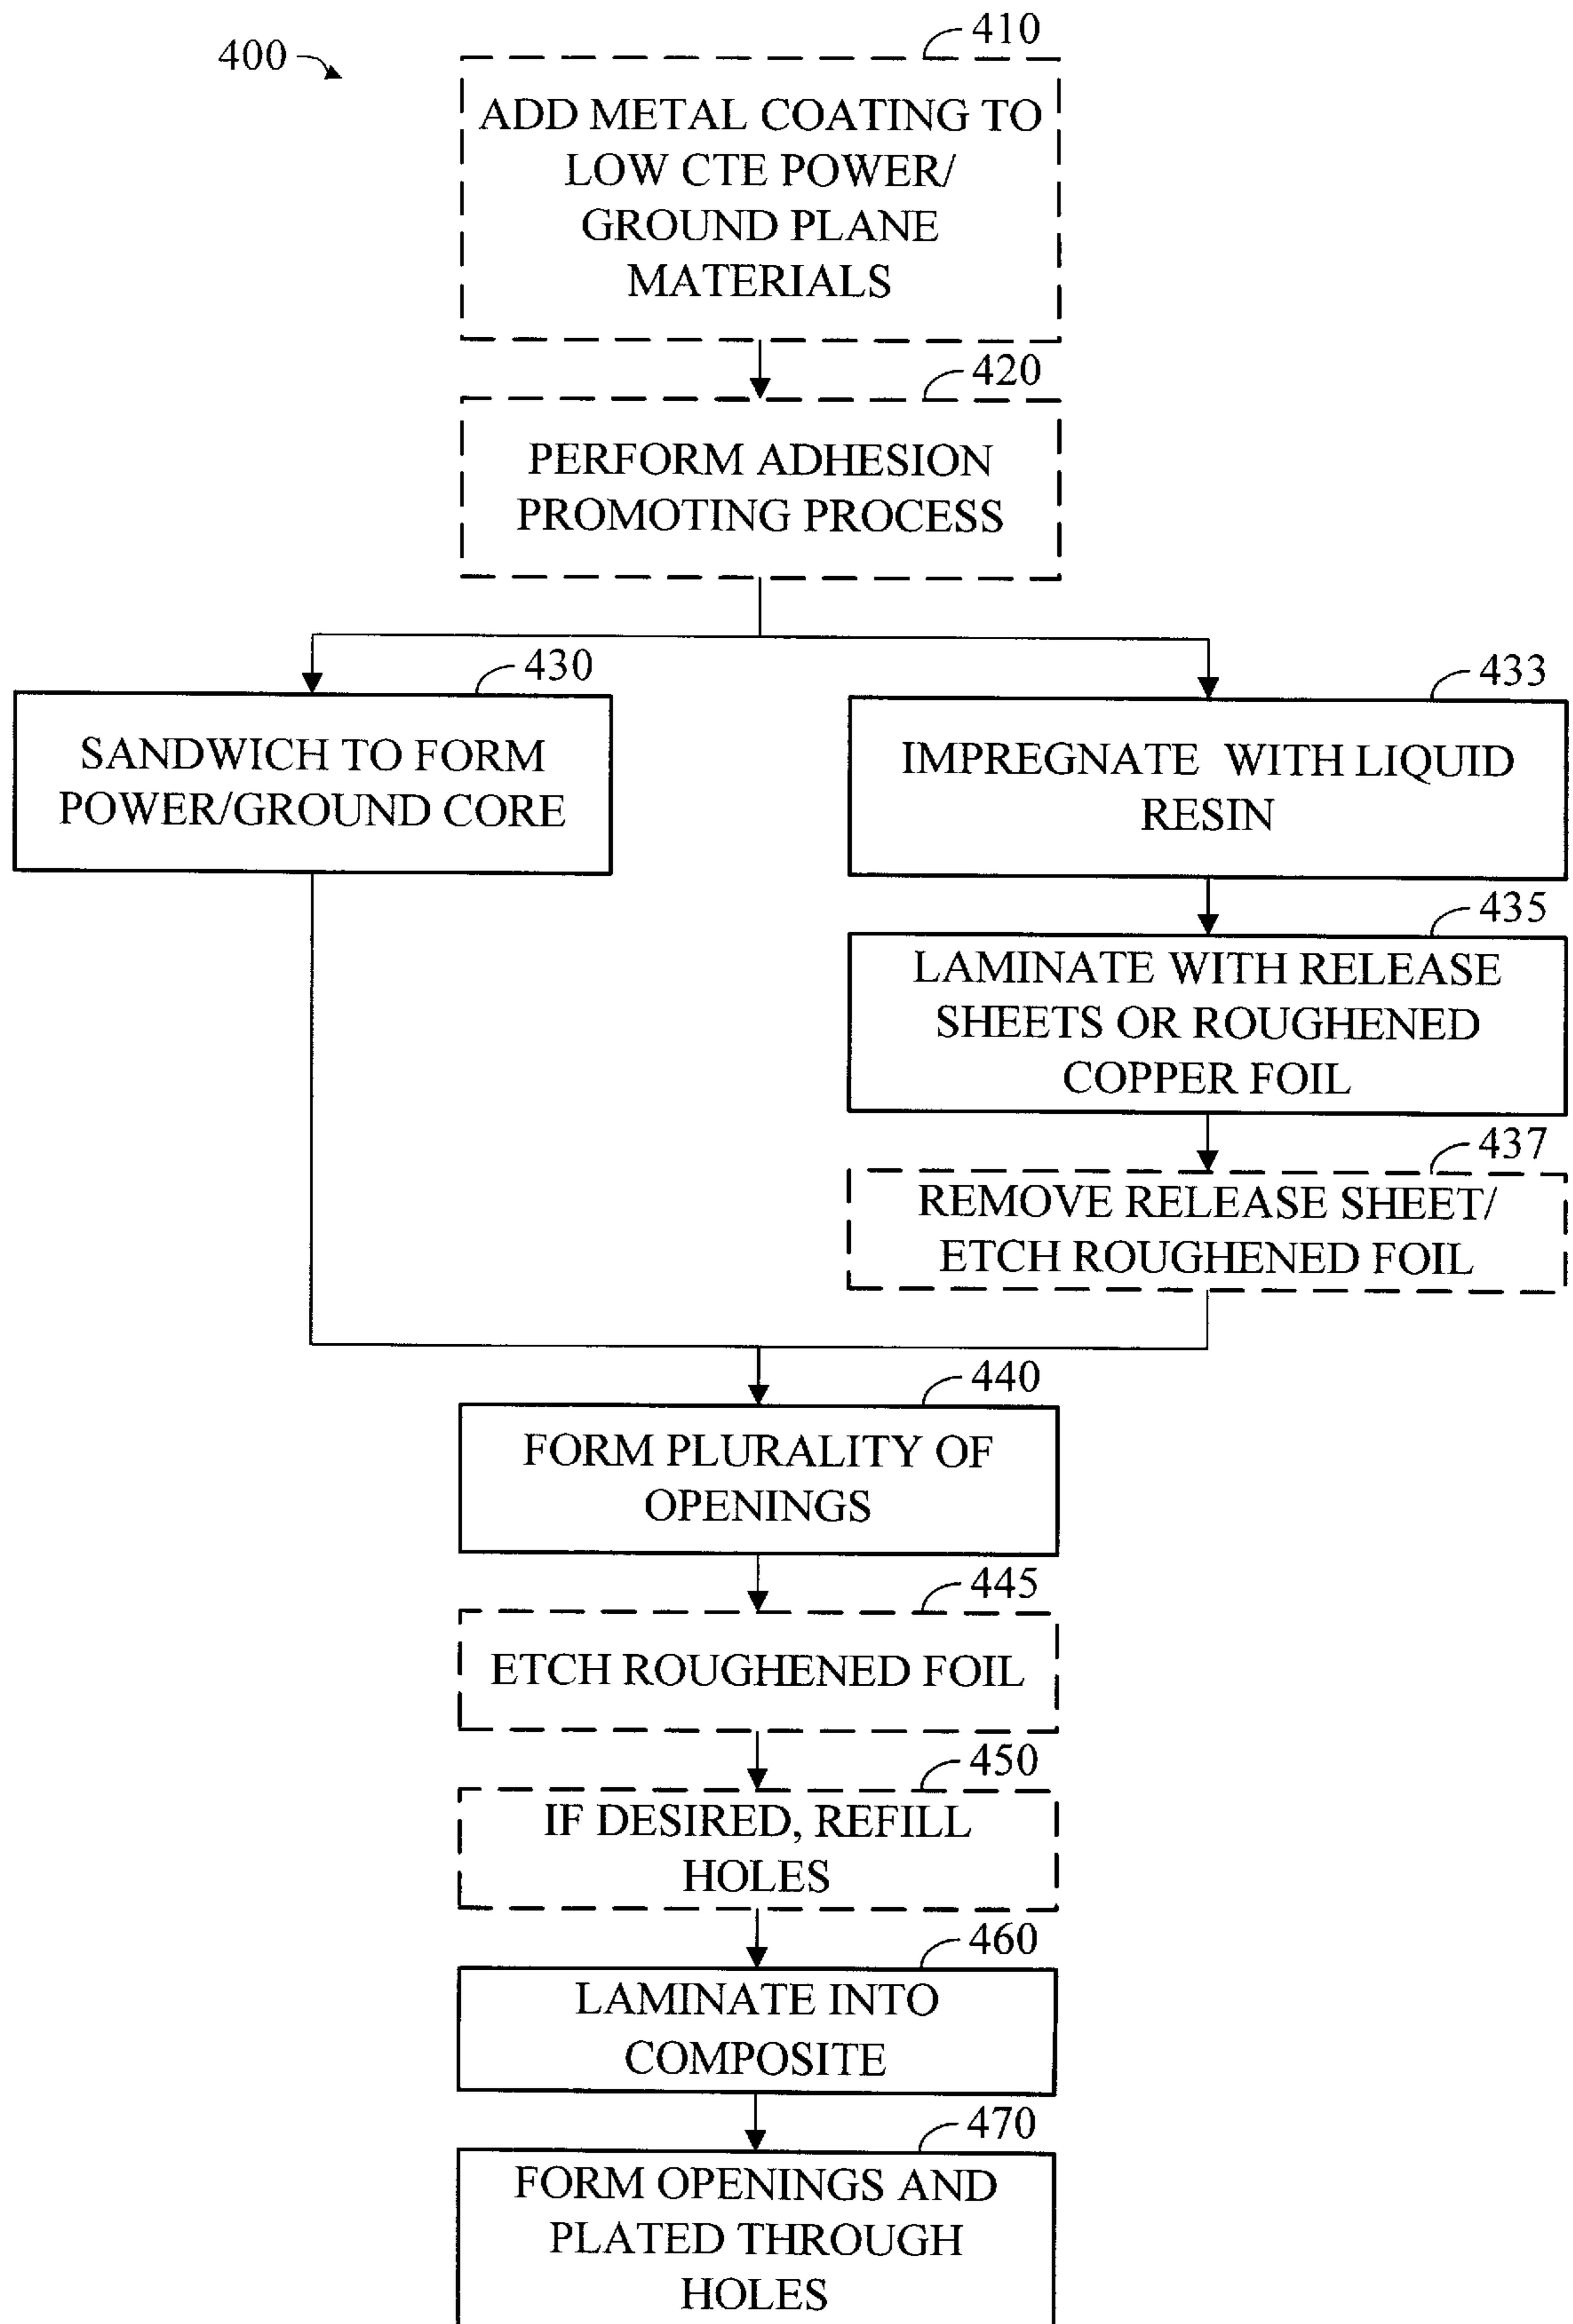 400
410
ADD METAL COATING TO
LOW CTE POWER/
GROUND PLANE
MATERIALS
420
PERFORM ADHESION
PROMOTING PROCESS
430
SANDWICH TO FORM
POWER/GROUND CORE
433
IMPREGNATE WITH LIQUID
RESIN
435
LAMINATE WITH RELEASE
SHEETS OR ROUGHENED
COPPER FOIL
437
REMOVE RELEASE SHEET/
ETCH ROUGHENED FOIL
440
FORM PLURALITY OF
OPENINGS
445
ETCH ROUGHENED FOIL
450
IF DESIRED, REFILL
HOLES
460
LAMINATE INTO
COMPOSITE
470
FORM OPENINGS AND
PLATED THROUGH
HOLES